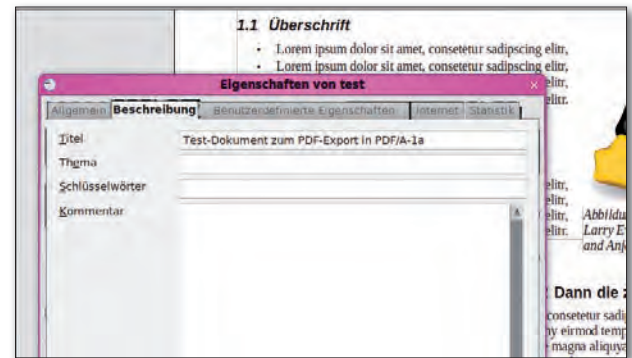 1.1 Überschrift
• Lorem ipsum dolor sit amet, consetetur sadipscing elitr,
• Lorem ipsum dolor sit amet, consetetur sadipscing elitr,
elitr,
elitr.
Eigenschaften von test
Allgemein Beschreibung Benutzerdefinierte Eigenschaften Internet Statistik
Titel Test-Dokument zum PDF-Export in PDF/A-1a
Thema
Schlüsselwörter
Kommentar
elitr,
elitr,
elitr, Abbildu
elitr. Larry E
and Anj
Dann die z
consetetur sadi
ny eirmod temp
magna aliquya